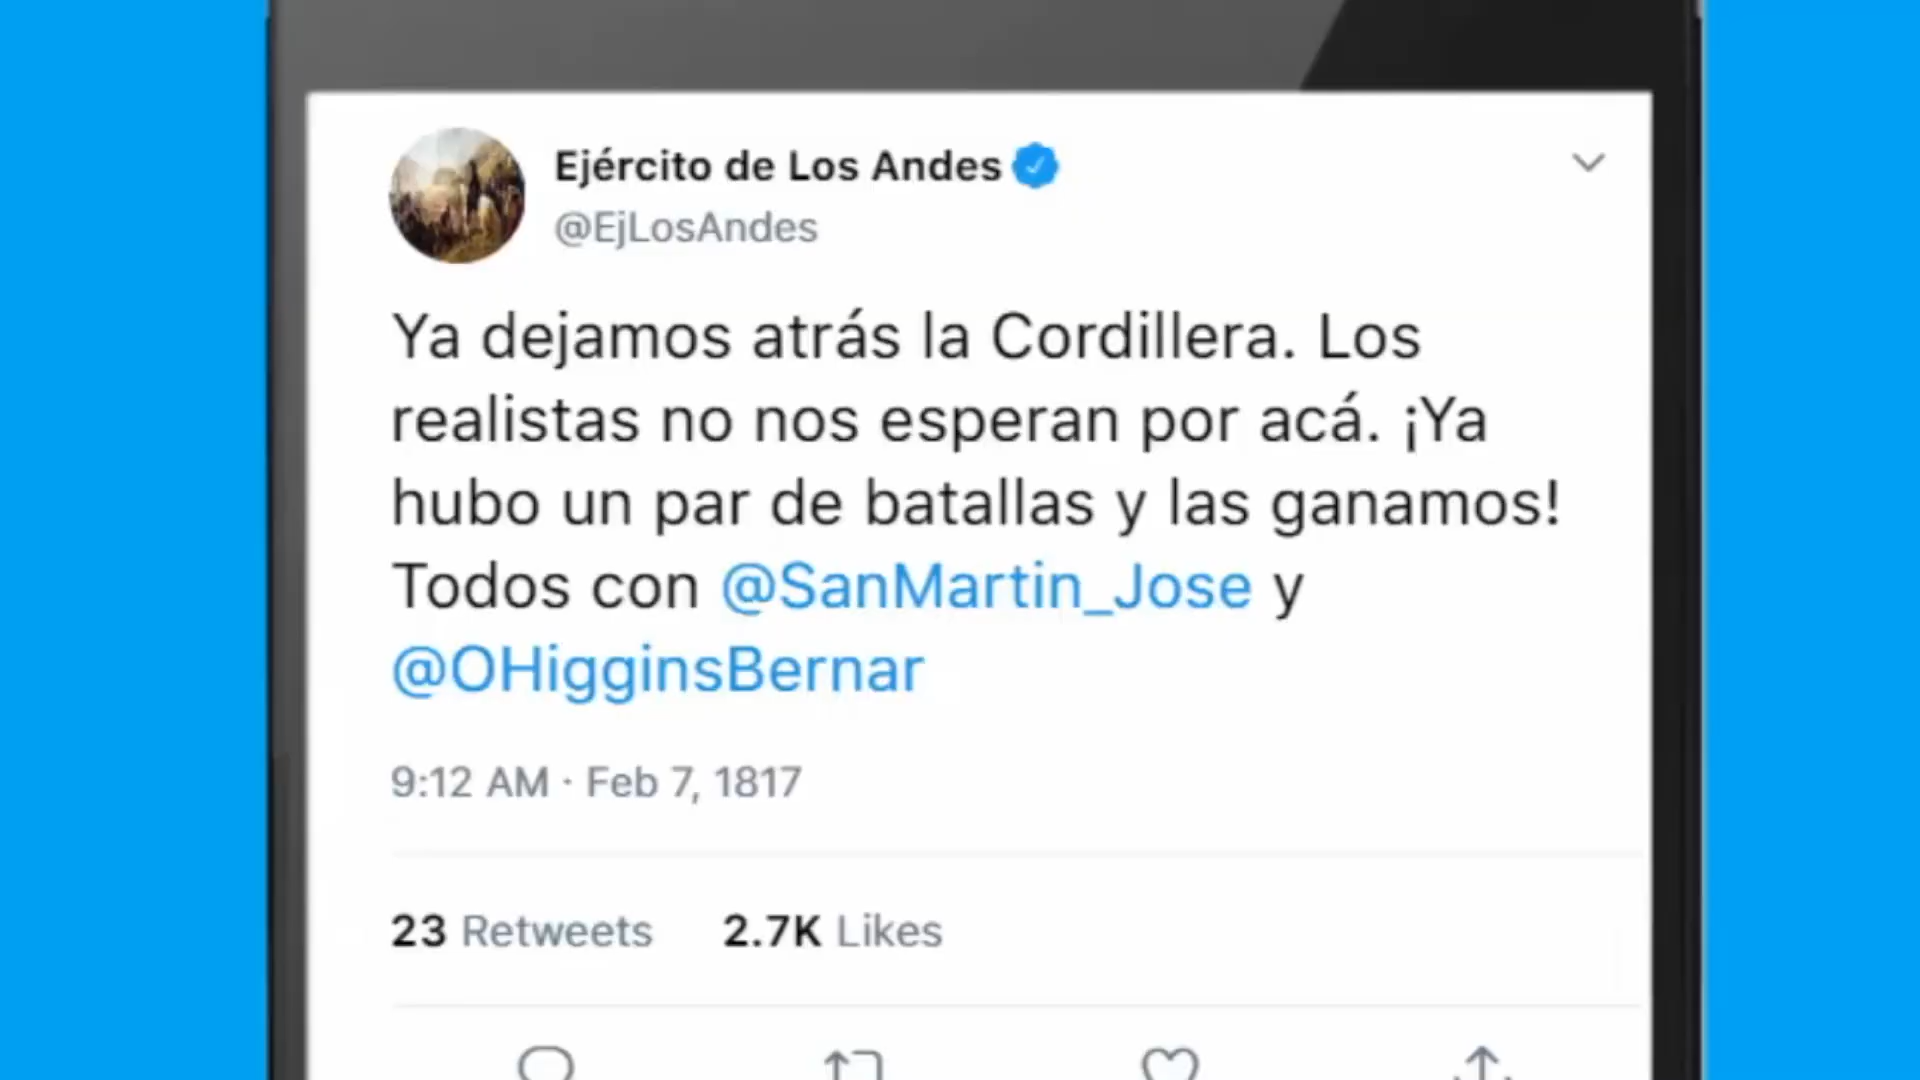 Ejército de Los Andes
@EjLosAndes
Ya dejamos atrás la Cordillera. Los
realistas no nos esperan por acá. ¡Ya
hubo un par de batallas y las ganamos!
Todos con @SanMartin_Jose y
@OHigginsBernar
9:12 AM · Feb 7, 1817
23 Retweets 2.7K Likes